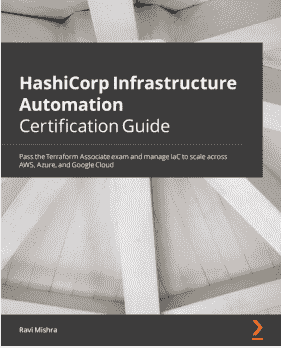 HashiCorp Infrastructure
Automation
Certification Guide
Pass the Terraform Associate exam and manage IaC to scale across
AWS, Azure, and Google Cloud
Ravi Mishra